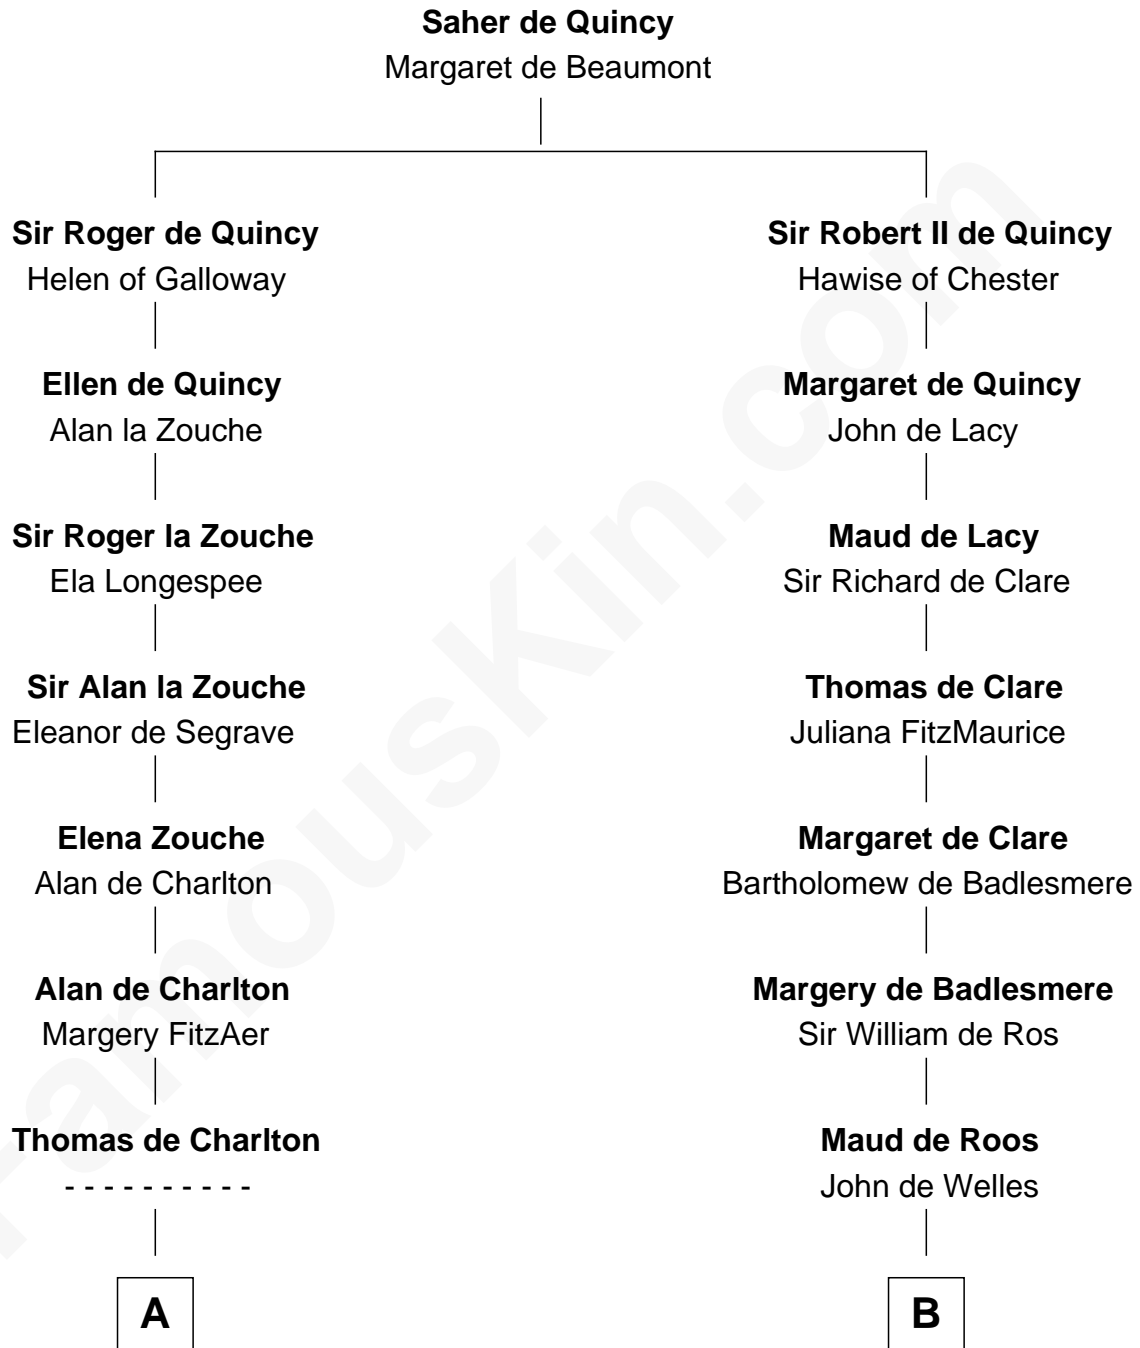 Saher de Quincy
Margaret de Beaumont
Sir Roger de Quincy
Helen of Galloway
Sir Robert II de Quincy
Hawise of Chester
Ellen de Quincy
Alan la Zouche
Margaret de Quincy
John de Lacy
Sir Roger la Zouche
Ela Longespee
Maud de Lacy
Sir Richard de Clare
Sir Alan la Zouche
Eleanor de Segrave
Thomas de Clare
Juliana FitzMaurice
Elena Zouche
Alan de Charlton
Margaret de Clare
Bartholomew de Badlesmere
Alan de Charlton
Margery FitzAer
Margery de Badlesmere
Sir William de Ros
Thomas de Charlton
- - - - - - - - - -
Maud de Roos
John de Welles
A
B
FamousKin.com